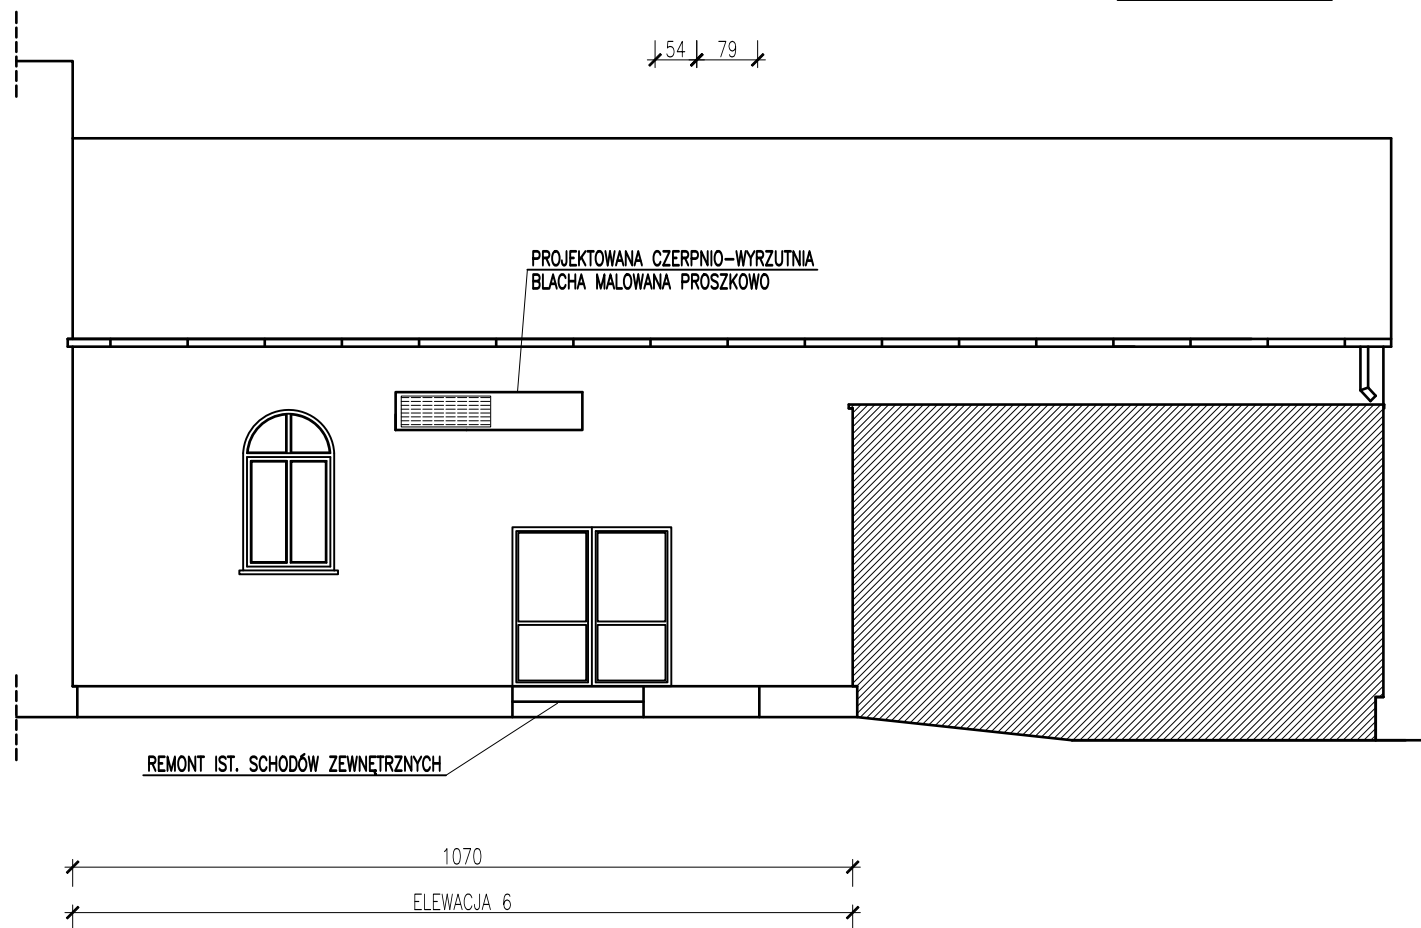 54 79
PROJEKTOWANA CZERPNIO-WYRZUTNIA
BLACHA MALOWANA PROSZKOWO
REMONT IST. SCHODÓW ZEWNĘTRZNYCH
1070
ELEWACJA 6